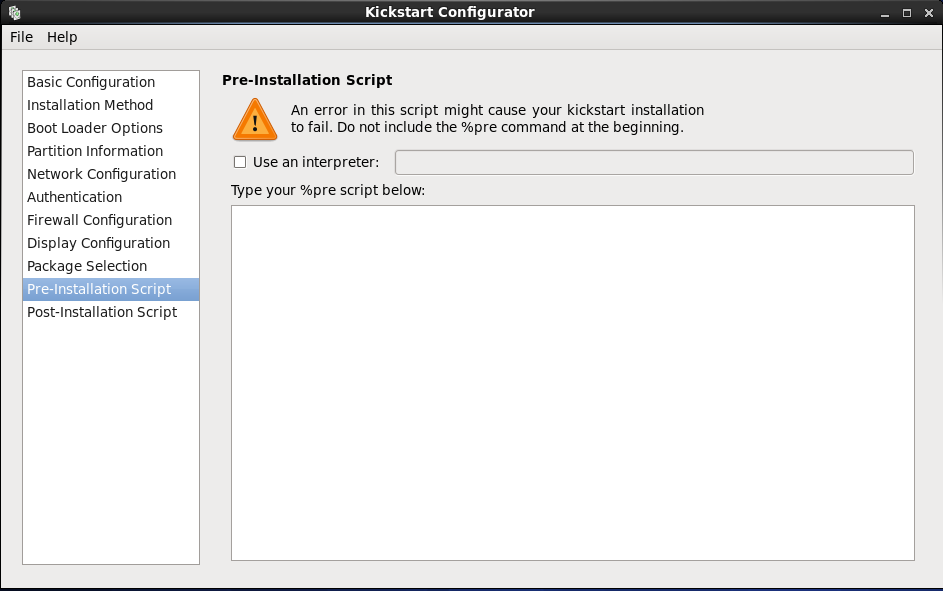 Kickstart Configurator
File Help
Basic Configuration
Installation Method
Boot Loader Options
Partition Information
Network Configuration
Authentication
Firewall Configuration
Display Configuration
Package Selection
Pre-Installation Script
Post-Installation Script
Pre-Installation Script
An error in this script might cause your kickstart installation
to fail. Do not include the %pre command at the beginning.
Use an interpreter:
Type your %pre script below: